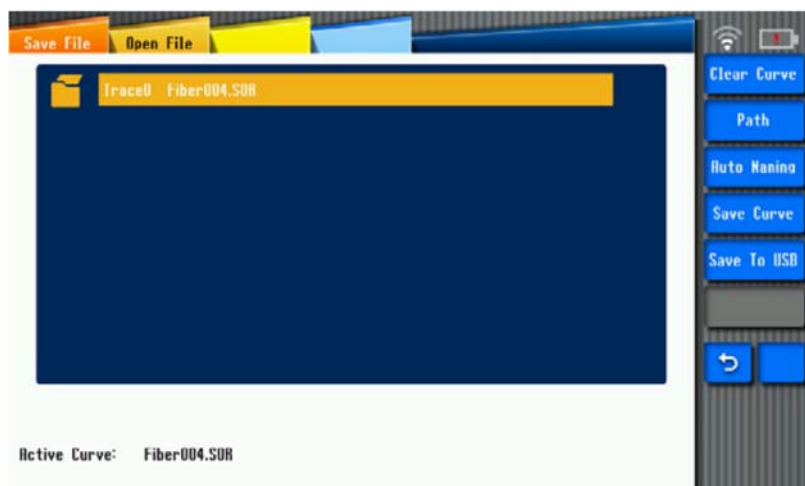 Save File Open File
Clear Curve
Trace0 Fiber004.SOR
Path
Auto Naming
Save Curve
Save To USB
Active Curve: Fiber004.SOR